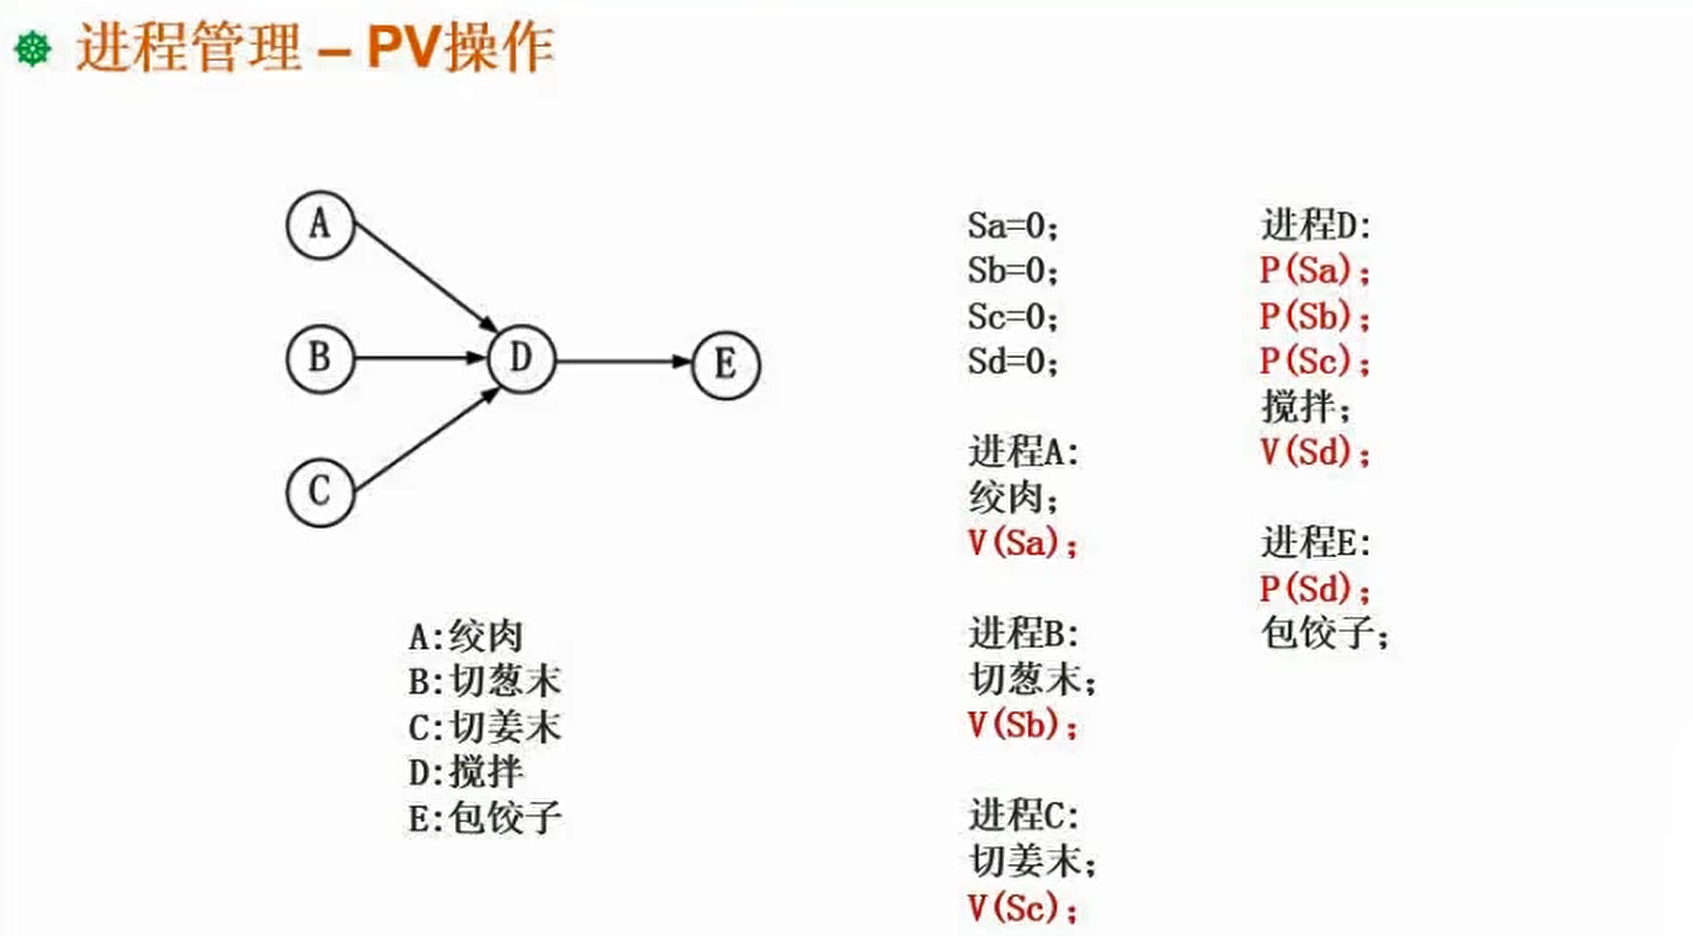 进程管理 – PV操作
A
B
C
D
E
A:绞肉
B:切葱末
C:切姜末
D:搅拌
E:包饺子
Sa=0;
Sb=0;
Sc=0;
Sd=0;
进程A:
绞肉;
V(Sa);
进程B:
切葱末;
V(Sb);
进程C:
切姜末;
V(Sc);
进程D:
P(Sa);
P(Sb);
P(Sc);
搅拌;
V(Sd);
进程E:
P(Sd);
包饺子;